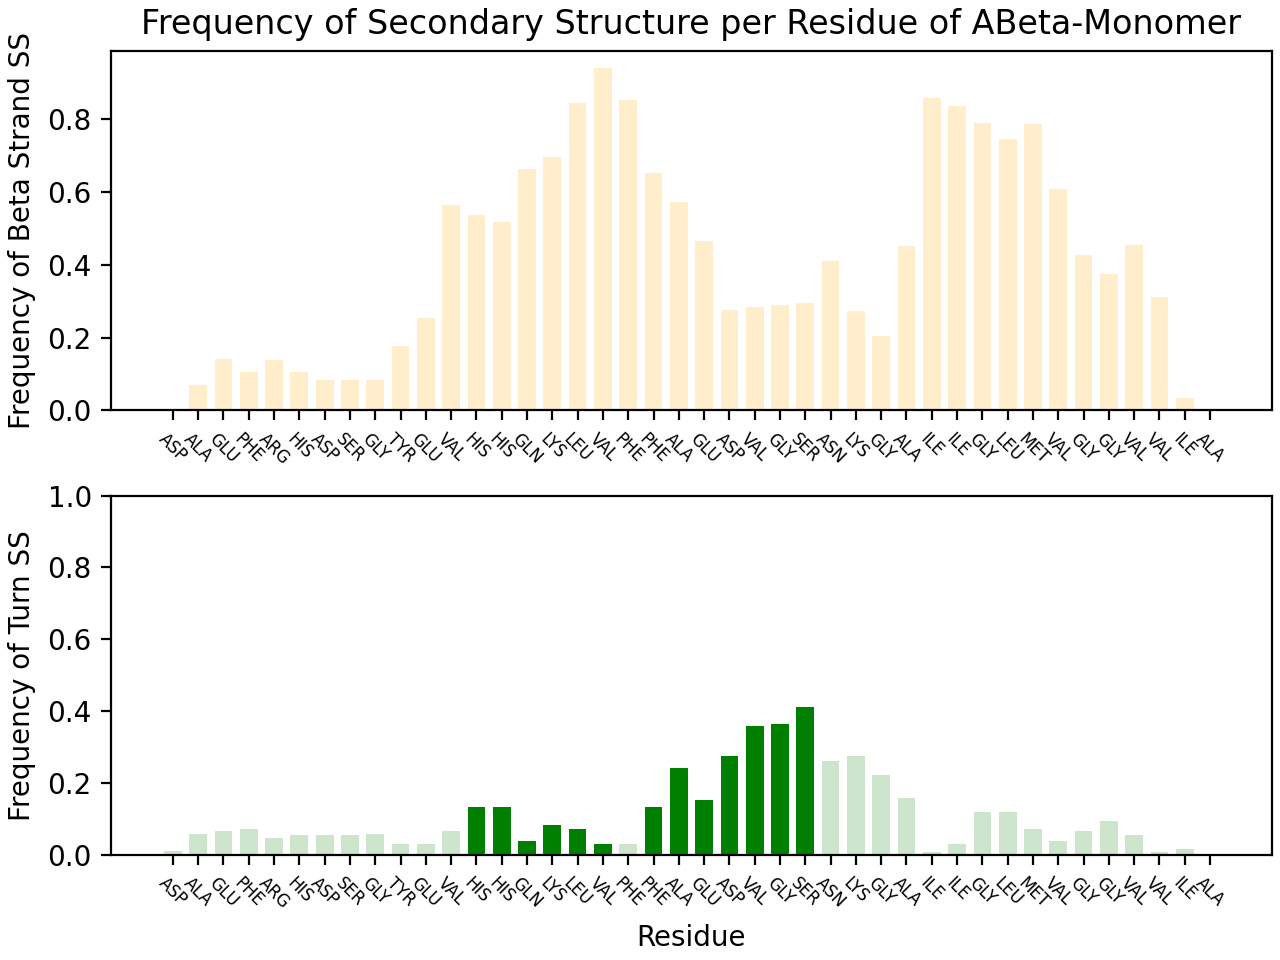 Frequency of Secondary Structure per Residue of ABeta-Monomer
Frequency of Beta Strand SS
0.8
0.6
0.4
0.2
0.0
ASP ALA GLU PHE ARG HIS ASP SER GLY TYR GLU VAL HIS HIS GLN LYS LEU VAL PHE PHE ALA GLU ASP VAL GLY SER ASN LYS GLY ALA ILE ILE GLY LEU MET VAL GLY GLY VAL VAL ILE ALA
Frequency of Turn SS
1.0
0.8
0.6
0.4
0.2
0.0
ASP ALA GLU PHE ARG HIS ASP SER GLY TYR GLU VAL HIS HIS GLN LYS LEU VAL PHE PHE ALA GLU ASP VAL GLY SER ASN LYS GLY ALA ILE ILE GLY LEU MET VAL GLY GLY VAL VAL ILE ALA
Residue